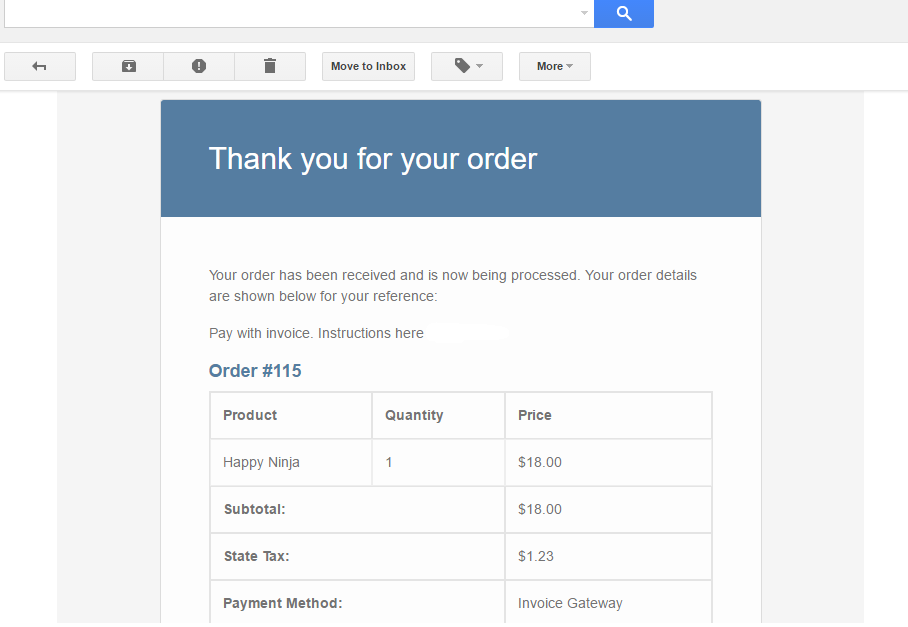 Move to Inbox
More
Thank you for your order
Your order has been received and is now being processed. Your order details
are shown below for your reference:
Pay with invoice. Instructions here
Order #115
Product Quantity Price
Happy Ninja 1 $18.00
Subtotal: $18.00
State Tax: $1.23
Payment Method: Invoice Gateway